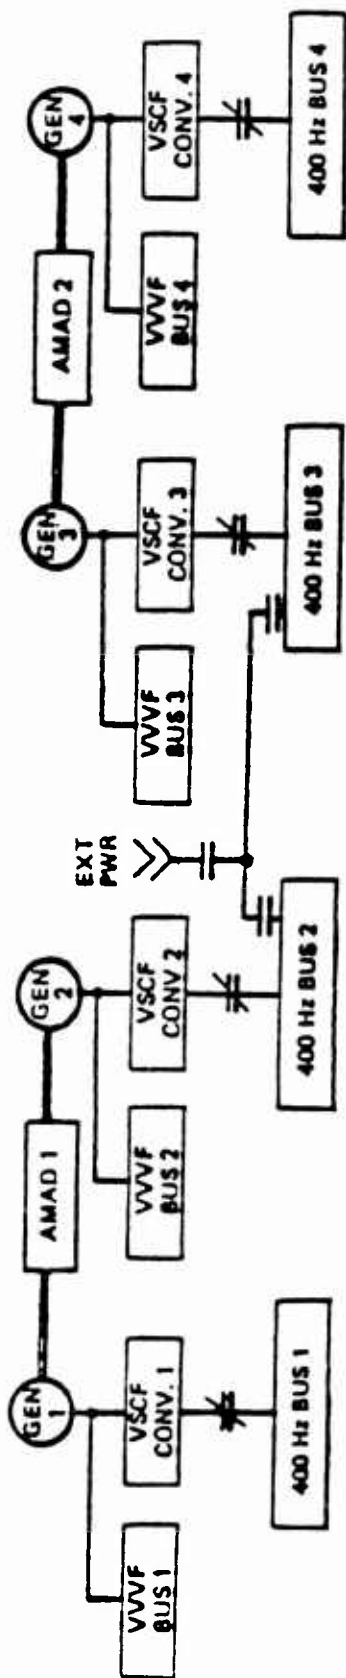 GEN
1
AMAD 1
GEN
2
GEN
3
AMAD 2
GEN
4
VVVF
BUS 1
VSCF
CONV. 1
VVVF
BUS 2
VSCF
CONV. 2
EXT
PWR
VVVF
BUS 3
VSCF
CONV. 3
VVVF
BUS 4
VSCF
CONV. 4
400 Hz BUS 1
400 Hz BUS 2
400 Hz BUS 3
400 Hz BUS 4